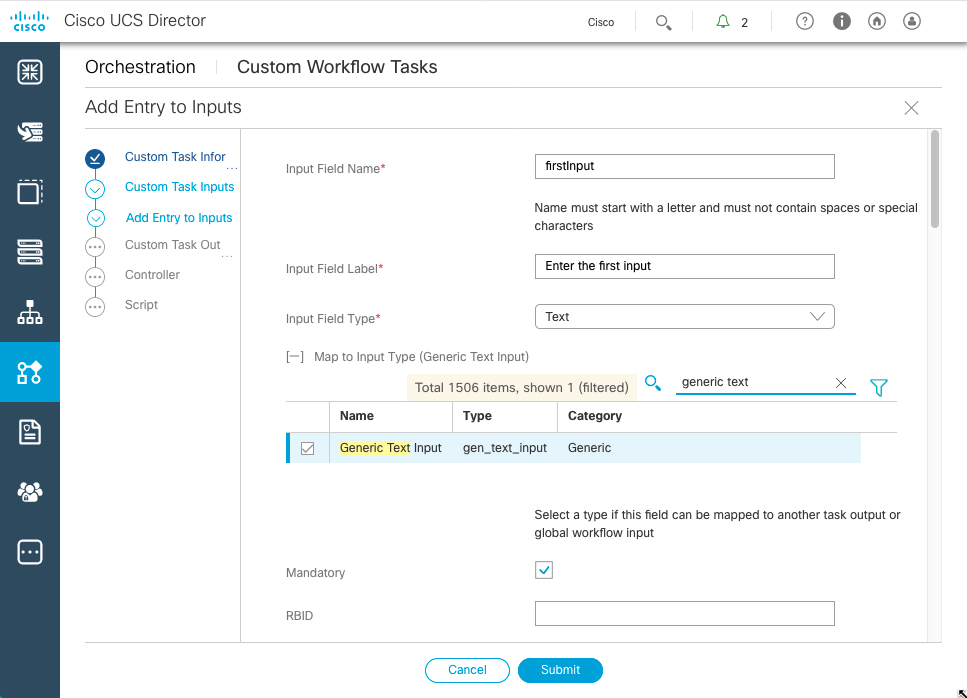 CISCO
Cisco UCS Director
Cisco
2
Orchestration
Custom Workflow Tasks
Add Entry to Inputs
Custom Task Infor
...
Custom Task Inputs
Add Entry to Inputs
Custom Task Out
...
Controller
Script
Input Field Name*
firstInput
Name must start with a letter and must not contain spaces or special
characters
Input Field Label*
Enter the first input
Input Field Type*
Text
[—] Map to Input Type (Generic Text Input)
Total 1506 items, shown 1 (filtered)
generic text
Name Type Category
Generic Text Input gen_text_input Generic
Select a type if this field can be mapped to another task output or
global workflow input
Mandatory
RBID
Cancel
Submit